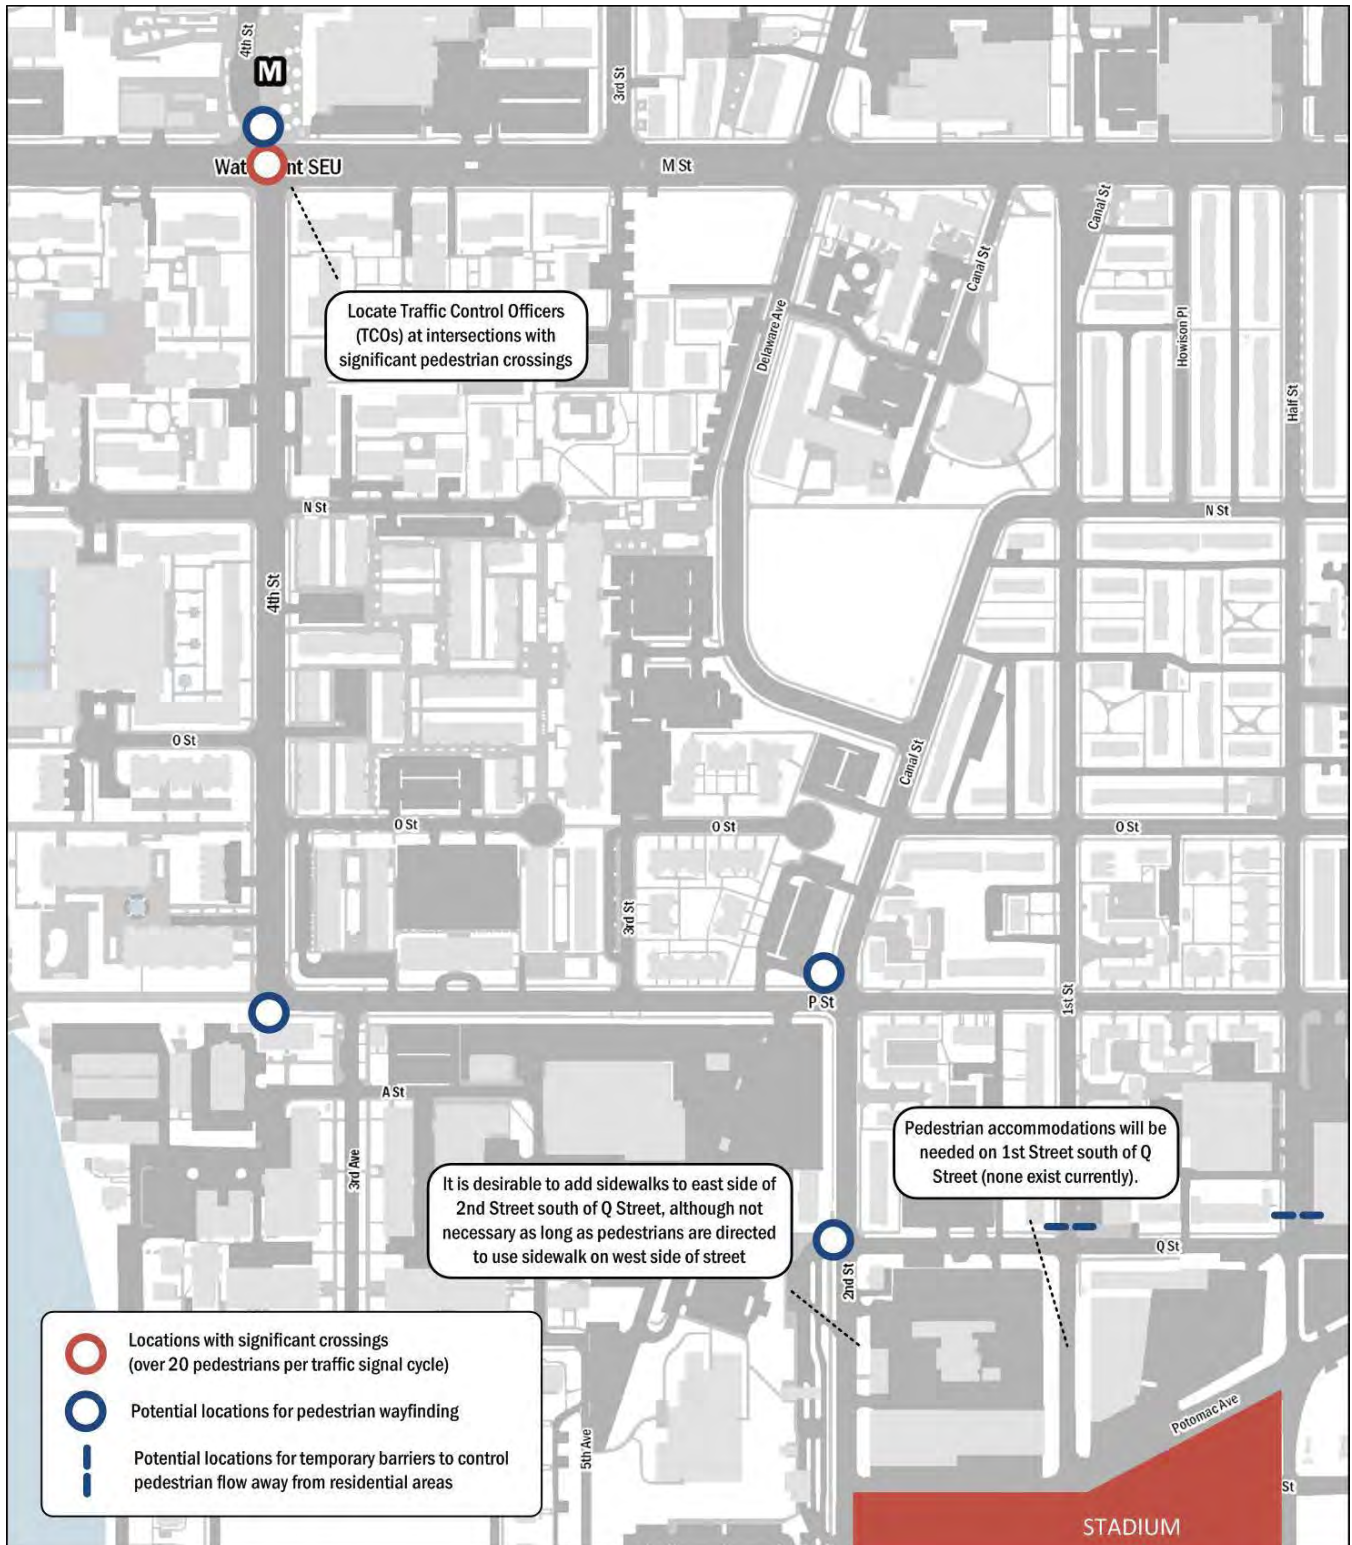 4th St
M
3rd St
Wat nt SEU
M St
Canal St
Canal St
Howison Pl
Half St
Delaware Ave
Locate Traffic Control Officers
(TCOs) at intersections with
significant pedestrian crossings
N St
N St
4th St
O St
Canal St
O St
O St
O St
3rd St
P St
1st St
A St
3rd Ave
Pedestrian accommodations will be
needed on 1st Street south of Q
Street (none exist currently).
It is desirable to add sidewalks to east side of
2nd Street south of Q Street, although not
necessary as long as pedestrians are directed
to use sidewalk on west side of street
Q St
2nd St
Locations with significant crossings
(over 20 pedestrians per traffic signal cycle)
Potential locations for pedestrian wayfinding
Potential locations for temporary barriers to control
pedestrian flow away from residential areas
5th Ave
Potomac Ave
St
STADIUM